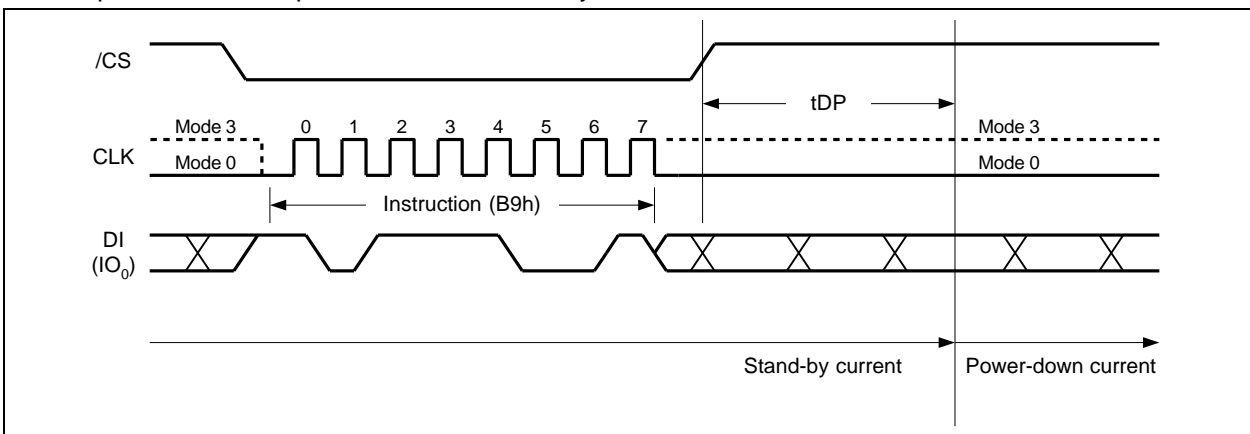 /CS
tDP
Mode 3 0 1 2 3 4 5 6 7 Mode 3
CLK
Mode 0 Mode 0
Instruction (B9h)
DI
(IO0)
Stand-by current Power-down current